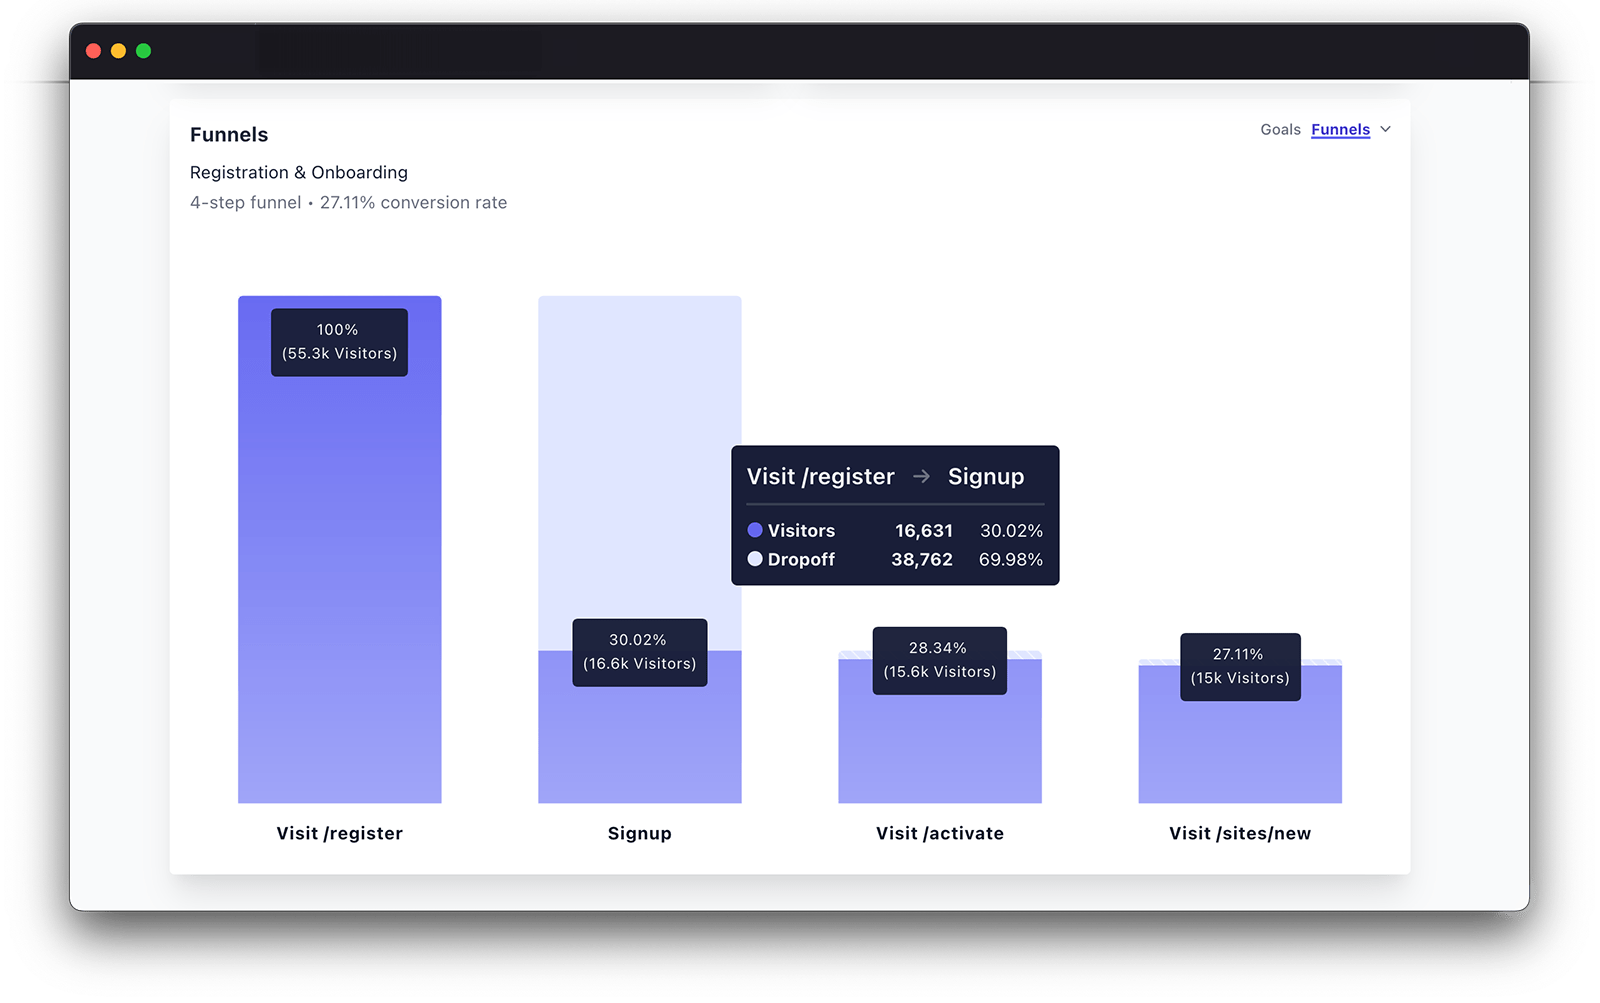 Funnels
Goals Funnels
Registration & Onboarding
4-step funnel • 27.11% conversion rate
100%
(55.3k Visitors)
Visit /register → Signup
Visitors 16,631 30.02%
Dropoff 38,762 69.98%
30.02%
(16.6k Visitors)
28.34%
(15.6k Visitors)
27.11%
(15k Visitors)
Visit /register
Signup
Visit /activate
Visit /sites/new